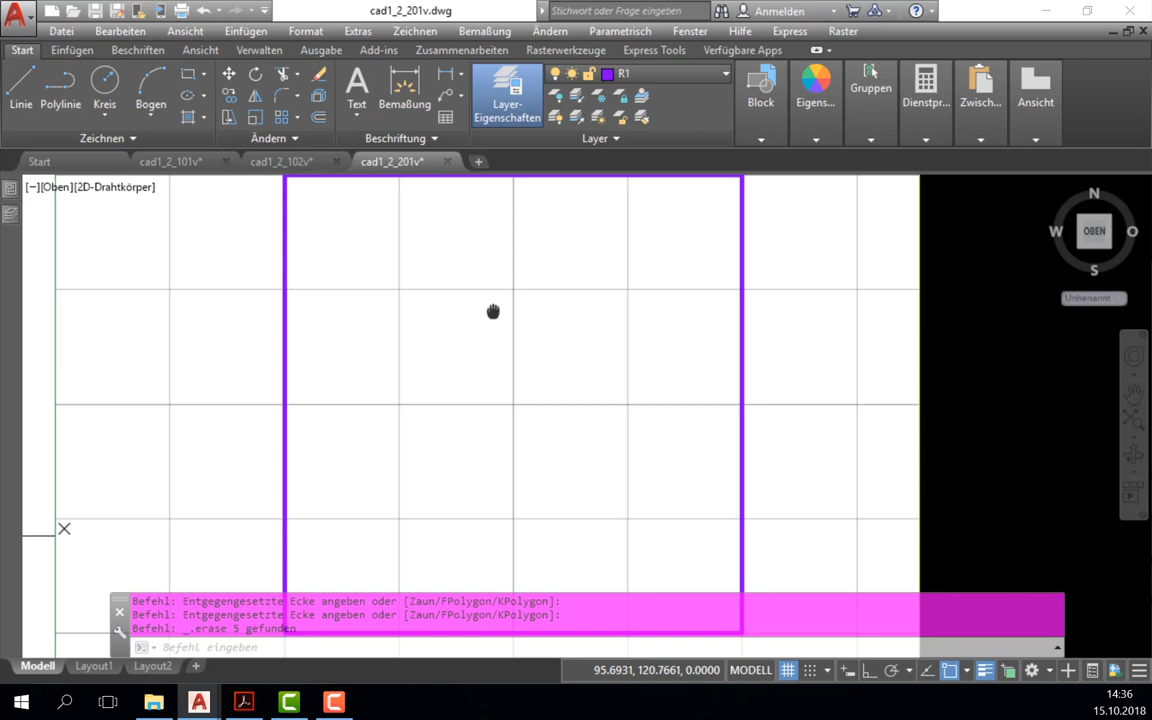 cad1_2_201v.dwg
Stichwort oder Frage eingeben
Anmelden
Datei Bearbeiten Ansicht Einfügen Format Extras Zeichnen Bemaßung Ändern Parametrisch Fenster Hilfe Express Raster
Start Einfügen Beschriften Ansicht Verwalten Ausgabe Add-ins Zusammenarbeiten Rasterwerkzeuge Express Tools Verfügbare Apps
R1
Linie Polylinie Kreis Bogen Text Bemaßung Layer-Eigenschaften Block Eigens... Gruppen Dienstpr... Zwisch... Ansicht
Zeichnen Ändern Beschriftung Layer
Start cad1_2_101v* cad1_2_102v* cad1_2_201v*
[−][Oben][2D-Drahtkörper]
N
W OBEN O
S
Unbenannt
Befehl: Entgegengesetzte Ecke angeben oder [Zaun/FPolygon/KPolygon]:
Befehl: Entgegengesetzte Ecke angeben oder [Zaun/FPolygon/KPolygon]:
Befehl: _.erase 5 gefunden
Befehl eingeben
Modell Layout1 Layout2 95.6931, 120.7661, 0.0000 MODELL
14:36
15.10.2018